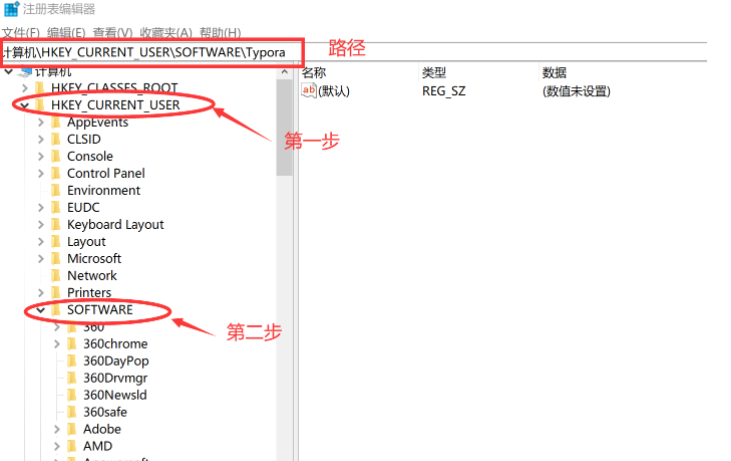 注册表编辑器
文件(F) 编辑(E) 查看(V) 收藏夹(A) 帮助(H)
计算机\HKEY_CURRENT_USER\SOFTWARE\Typora
路径
计算机
名称 类型 数据
HKEY_CLASSES_ROOT
ab (默认) REG_SZ (数值未设置)
HKEY_CURRENT_USER
第一步
AppEvents
CLSID
Console
Control Panel
Environment
EUDC
Keyboard Layout
Layout
Microsoft
Network
Printers
SOFTWARE
第二步
360
360chrome
360DayPop
360Drvmgr
360NewsId
360safe
Adobe
AMD